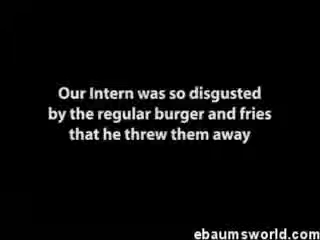 Our Intern was so disgusted
by the regular burger and fries
that he threw them away
ebaumsworld.com